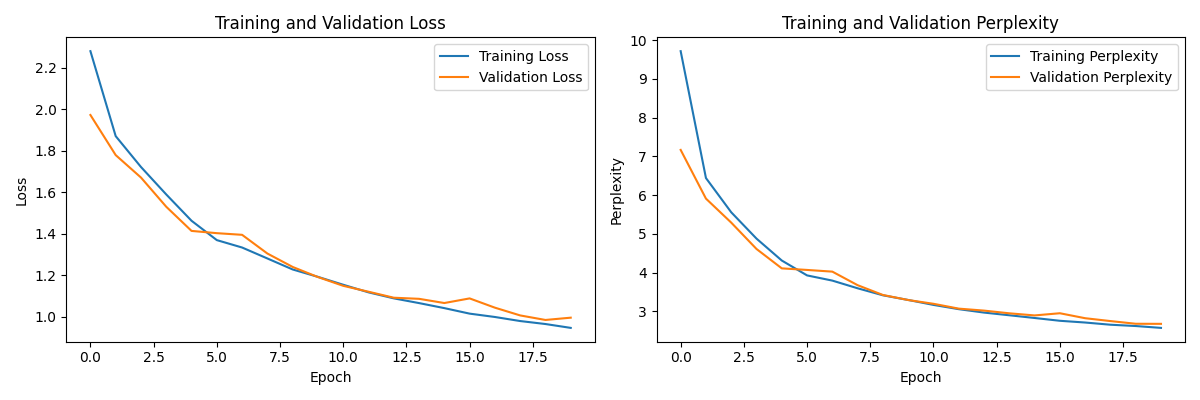 Training and Validation Loss
Training and Validation Perplexity
Training Loss
Validation Loss
Training Perplexity
Validation Perplexity
Loss
2.2
2.0
1.8
1.6
1.4
1.2
1.0
0.0 2.5 5.0 7.5 10.0 12.5 15.0 17.5
Epoch
Perplexity
10
9
8
7
6
5
4
3
0.0 2.5 5.0 7.5 10.0 12.5 15.0 17.5
Epoch